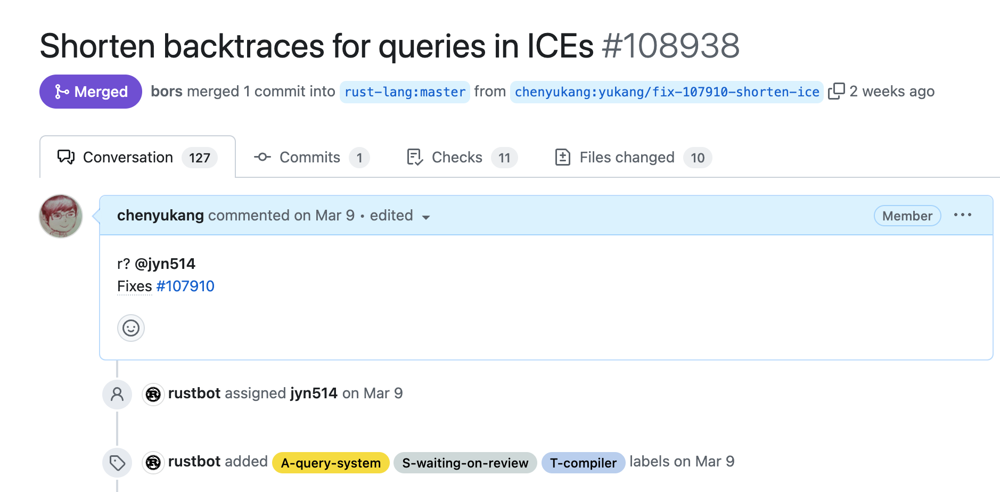 Shorten backtraces for queries in ICEs #108938
Merged bors merged 1 commit into rust-lang:master from chenyukang:yukang/fix-107910-shorten-ice 2 weeks ago
Conversation 127 Commits 1 Checks 11 Files changed 10
chenyukang commented on Mar 9 • edited Member
r? @jyn514
Fixes #107910
rustbot assigned jyn514 on Mar 9
rustbot added A-query-system S-waiting-on-review T-compiler labels on Mar 9